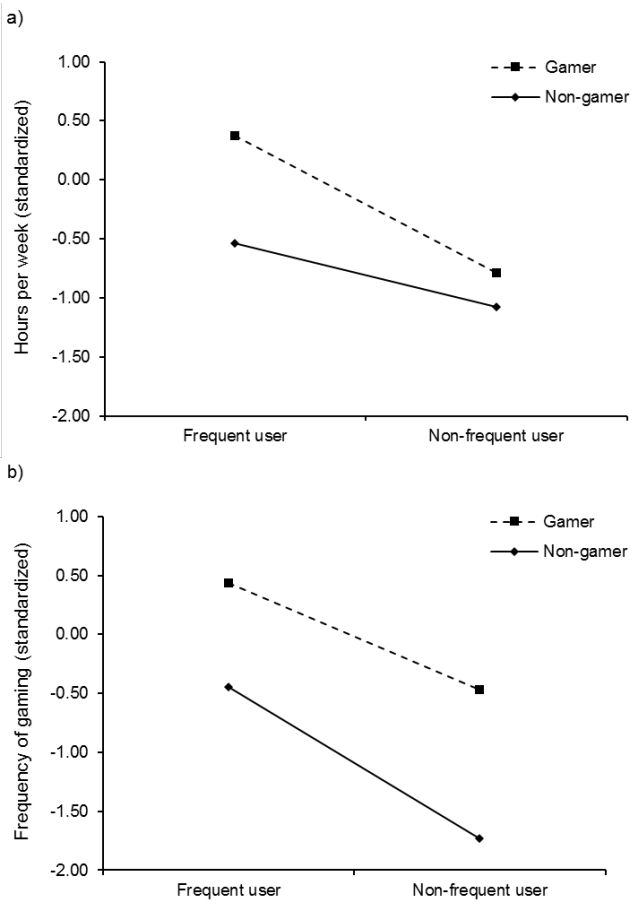 a)
Hours per week (standardized)
1.00
0.50
0.00
-0.50
-1.00
-1.50
-2.00
Gamer
Non-gamer
Frequent user
Non-frequent user
b)
Frequency of gaming (standardized)
1.00
0.50
0.00
-0.50
-1.00
-1.50
-2.00
Gamer
Non-gamer
Frequent user
Non-frequent user